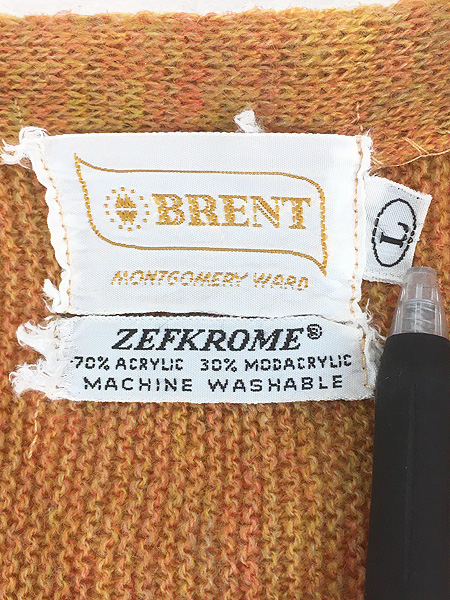 BRENT
MONTGOMERY WARD
L
ZEFKROME®
70% ACRYLIC 30% MODACRYLIC
MACHINE WASHABLE